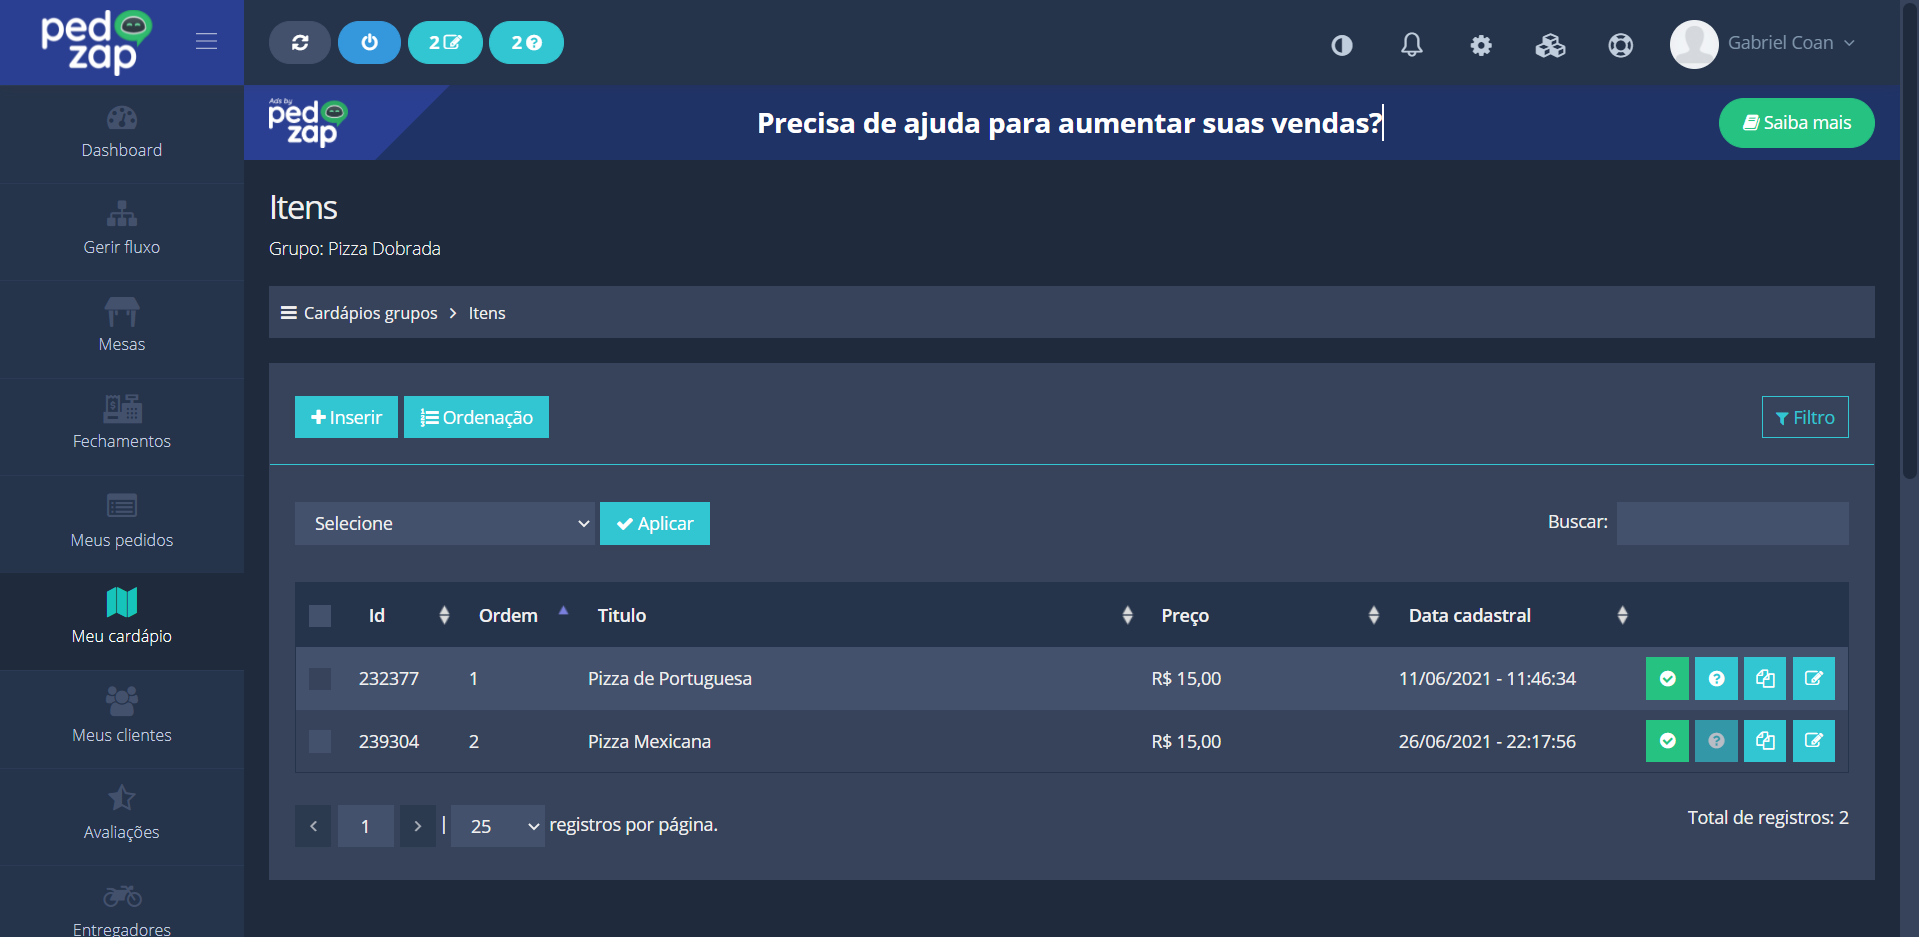 ped
zap
2
2
Gabriel Coan
Ads by
ped
zap
Precisa de ajuda para aumentar suas vendas?
Saiba mais
Dashboard
Gerir fluxo
Mesas
Fechamentos
Meus pedidos
Meu cardápio
Meus clientes
Avaliações
Entregadores
Itens
Grupo: Pizza Dobrada
Cardápios grupos > Itens
Inserir
Ordenação
Filtro
Selecione
Aplicar
Buscar:
Id Ordem Titulo Preço Data cadastral
232377 1 Pizza de Portuguesa R$ 15,00 11/06/2021 - 11:46:34
239304 2 Pizza Mexicana R$ 15,00 26/06/2021 - 22:17:56
1 | 25 registros por página.
Total de registros: 2